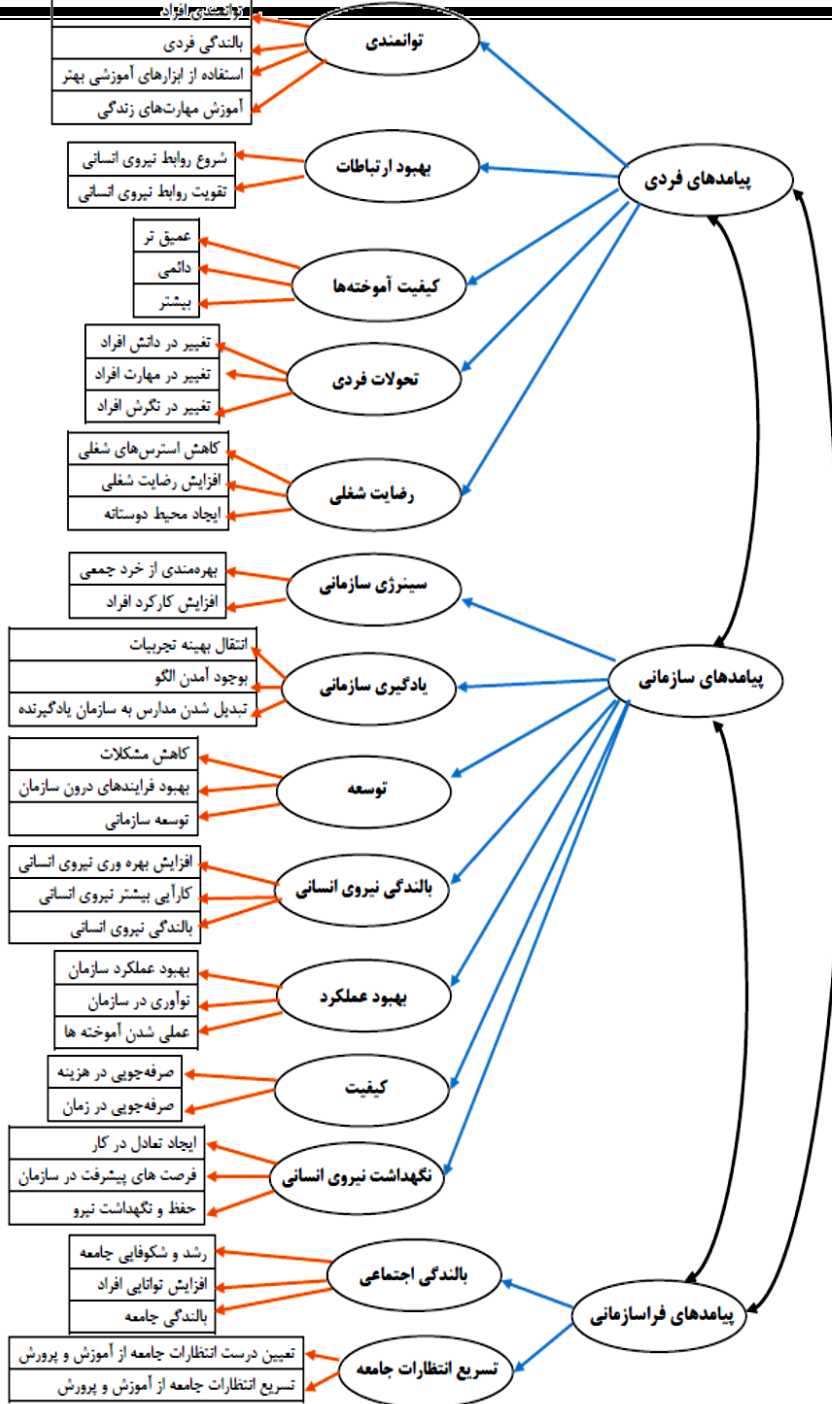 پیامدهای فردی
توانمندی
توانمندی افراد
بالندگی فردی
استفاده از ابزارهای آموزشی بهتر
آموزش مهارت‌های زندگی
بهبود ارتباطات
شروع روابط نیروی انسانی
تقویت روابط نیروی انسانی
کیفیت آموخته‌ها
عمیق تر
دائمی
بیشتر
تحولات فردی
تغییر در دانش افراد
تغییر در مهارت افراد
تغییر در نگرش افراد
رضایت شغلی
کاهش استرس‌های شغلی
افزایش رضایت شغلی
ایجاد محیط دوستانه
پیامدهای سازمانی
سینرژی سازمانی
بهره‌مندی از خرد جمعی
افزایش کارکرد افراد
یادگیری سازمانی
انتقال بهینه تجربیات
بوجود آمدن الگو
تبدیل شدن مدارس به سازمان یادگیرنده
توسعه
کاهش مشکلات
بهبود فرایندهای درون سازمان
توسعه سازمانی
بالندگی نیروی انسانی
افزایش بهره وری نیروی انسانی
کارآیی بیشتر نیروی انسانی
بالندگی نیروی انسانی
بهبود عملکرد
بهبود عملکرد سازمان
نوآوری در سازمان
عملی شدن آموخته ها
کیفیت
صرفه‌جویی در هزینه
صرفه‌جویی در زمان
نگهداشت نیروی انسانی
ایجاد تعادل در کار
فرصت های پیشرفت در سازمان
حفظ و نگهداشت نیرو
پیامدهای فراسازمانی
بالندگی اجتماعی
رشد و شکوفایی جامعه
افزایش توانایی افراد
بالندگی جامعه
تسریع انتظارات جامعه
تعیین درست انتظارات جامعه از آموزش و پرورش
تسریع انتظارات جامعه از آموزش و پرورش